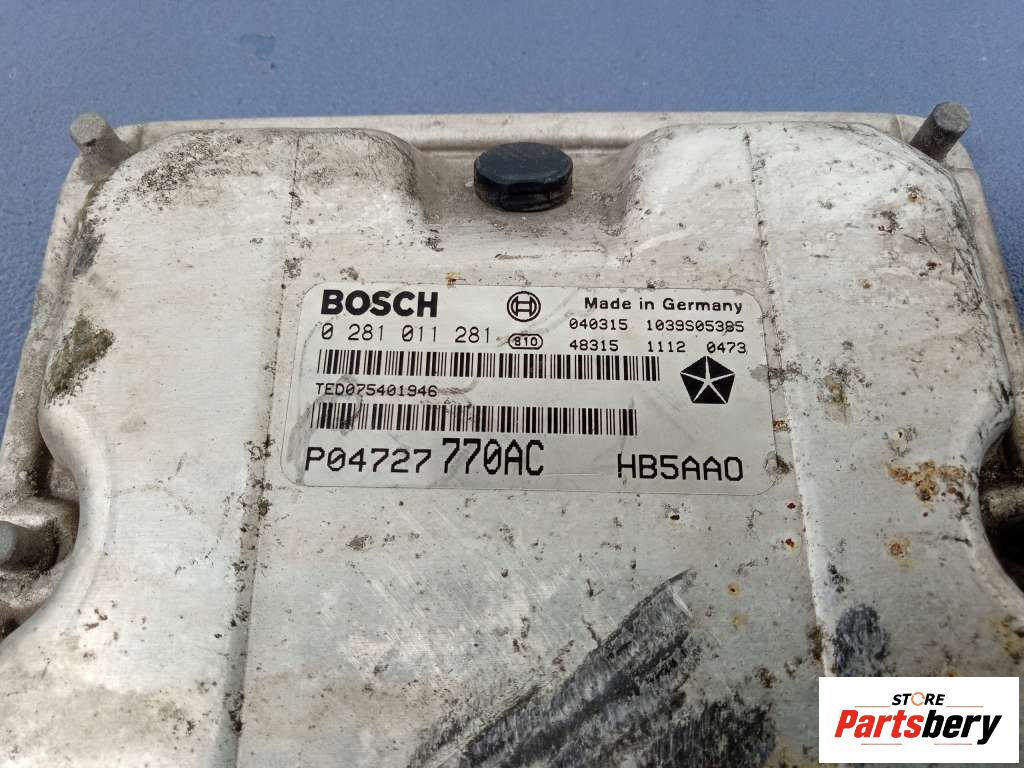 BOSCH Made in Germany
0 281 011 281 810 040315 1039S05385
48315 1112 0473
TED075401946
P04727770AC HB5AA0
STORE
Partsbery